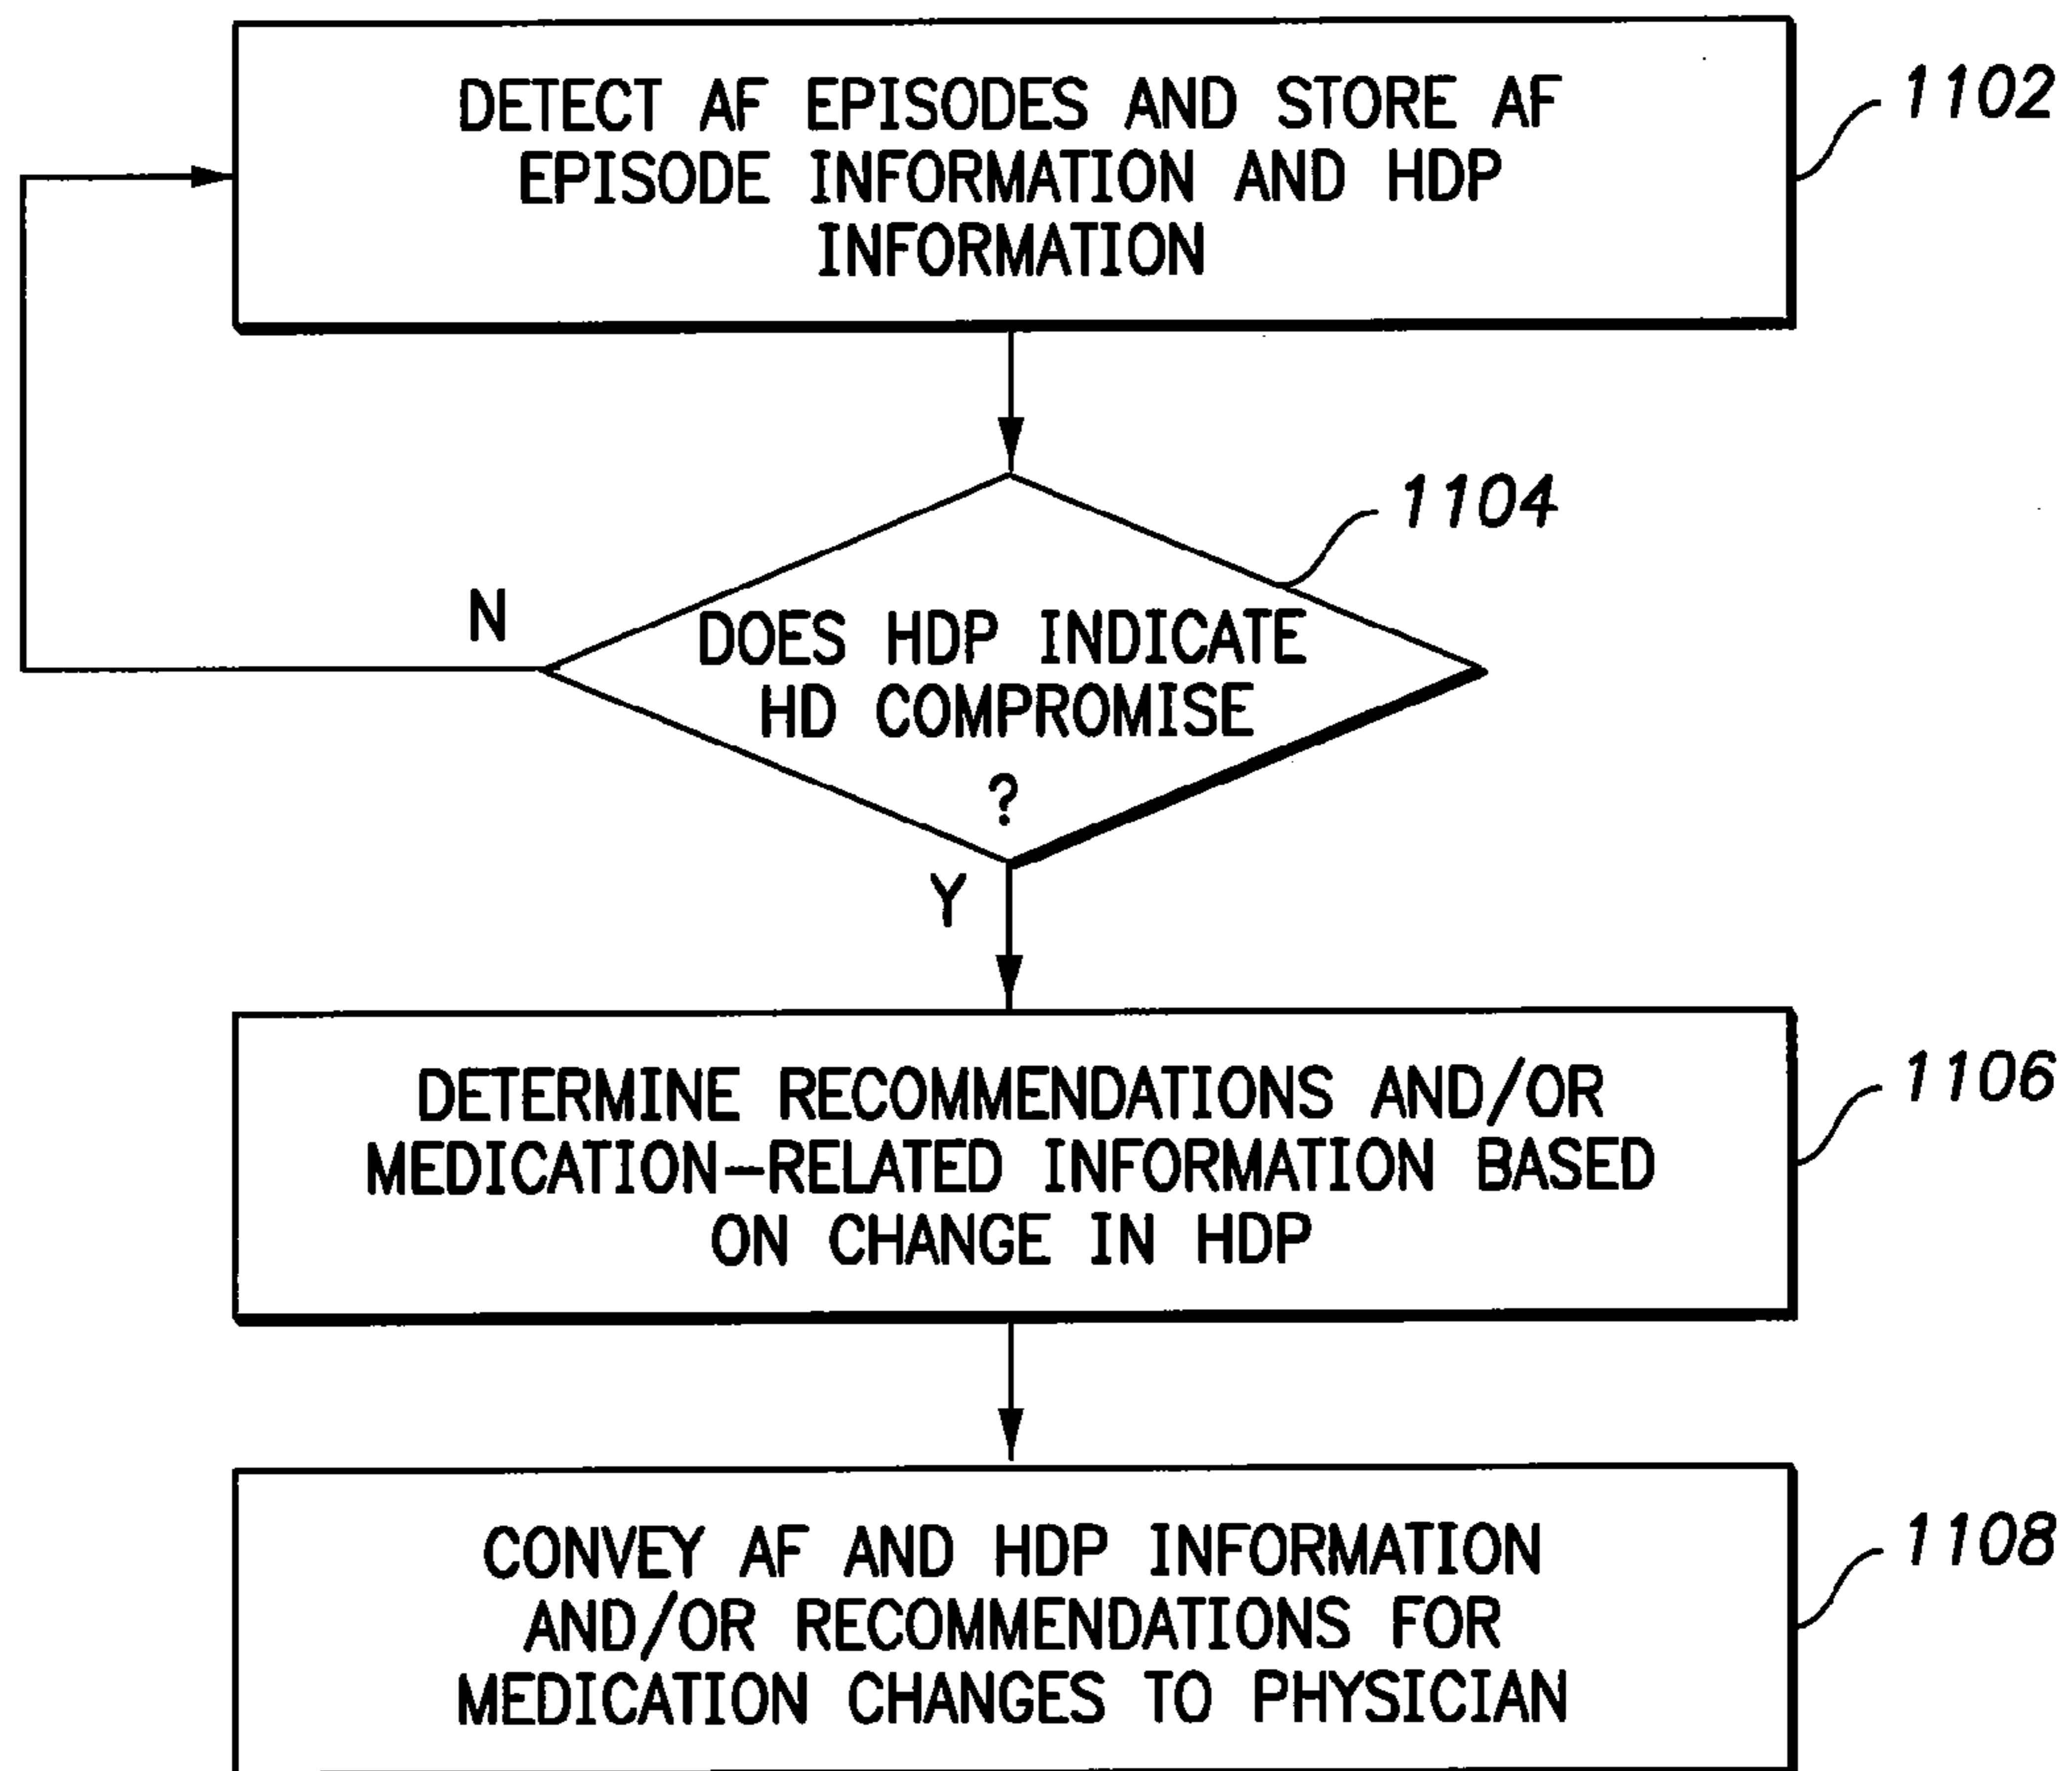 DETECT AF EPISODES AND STORE AF
EPISODE INFORMATION AND HDP
INFORMATION
1102
1104
N
DOES HDP INDICATE
HD COMPROMISE
?
Y
DETERMINE RECOMMENDATIONS AND/OR
MEDICATION-RELATED INFORMATION BASED
ON CHANGE IN HDP
1106
CONVEY AF AND HDP INFORMATION
AND/OR RECOMMENDATIONS FOR
MEDICATION CHANGES TO PHYSICIAN
1108